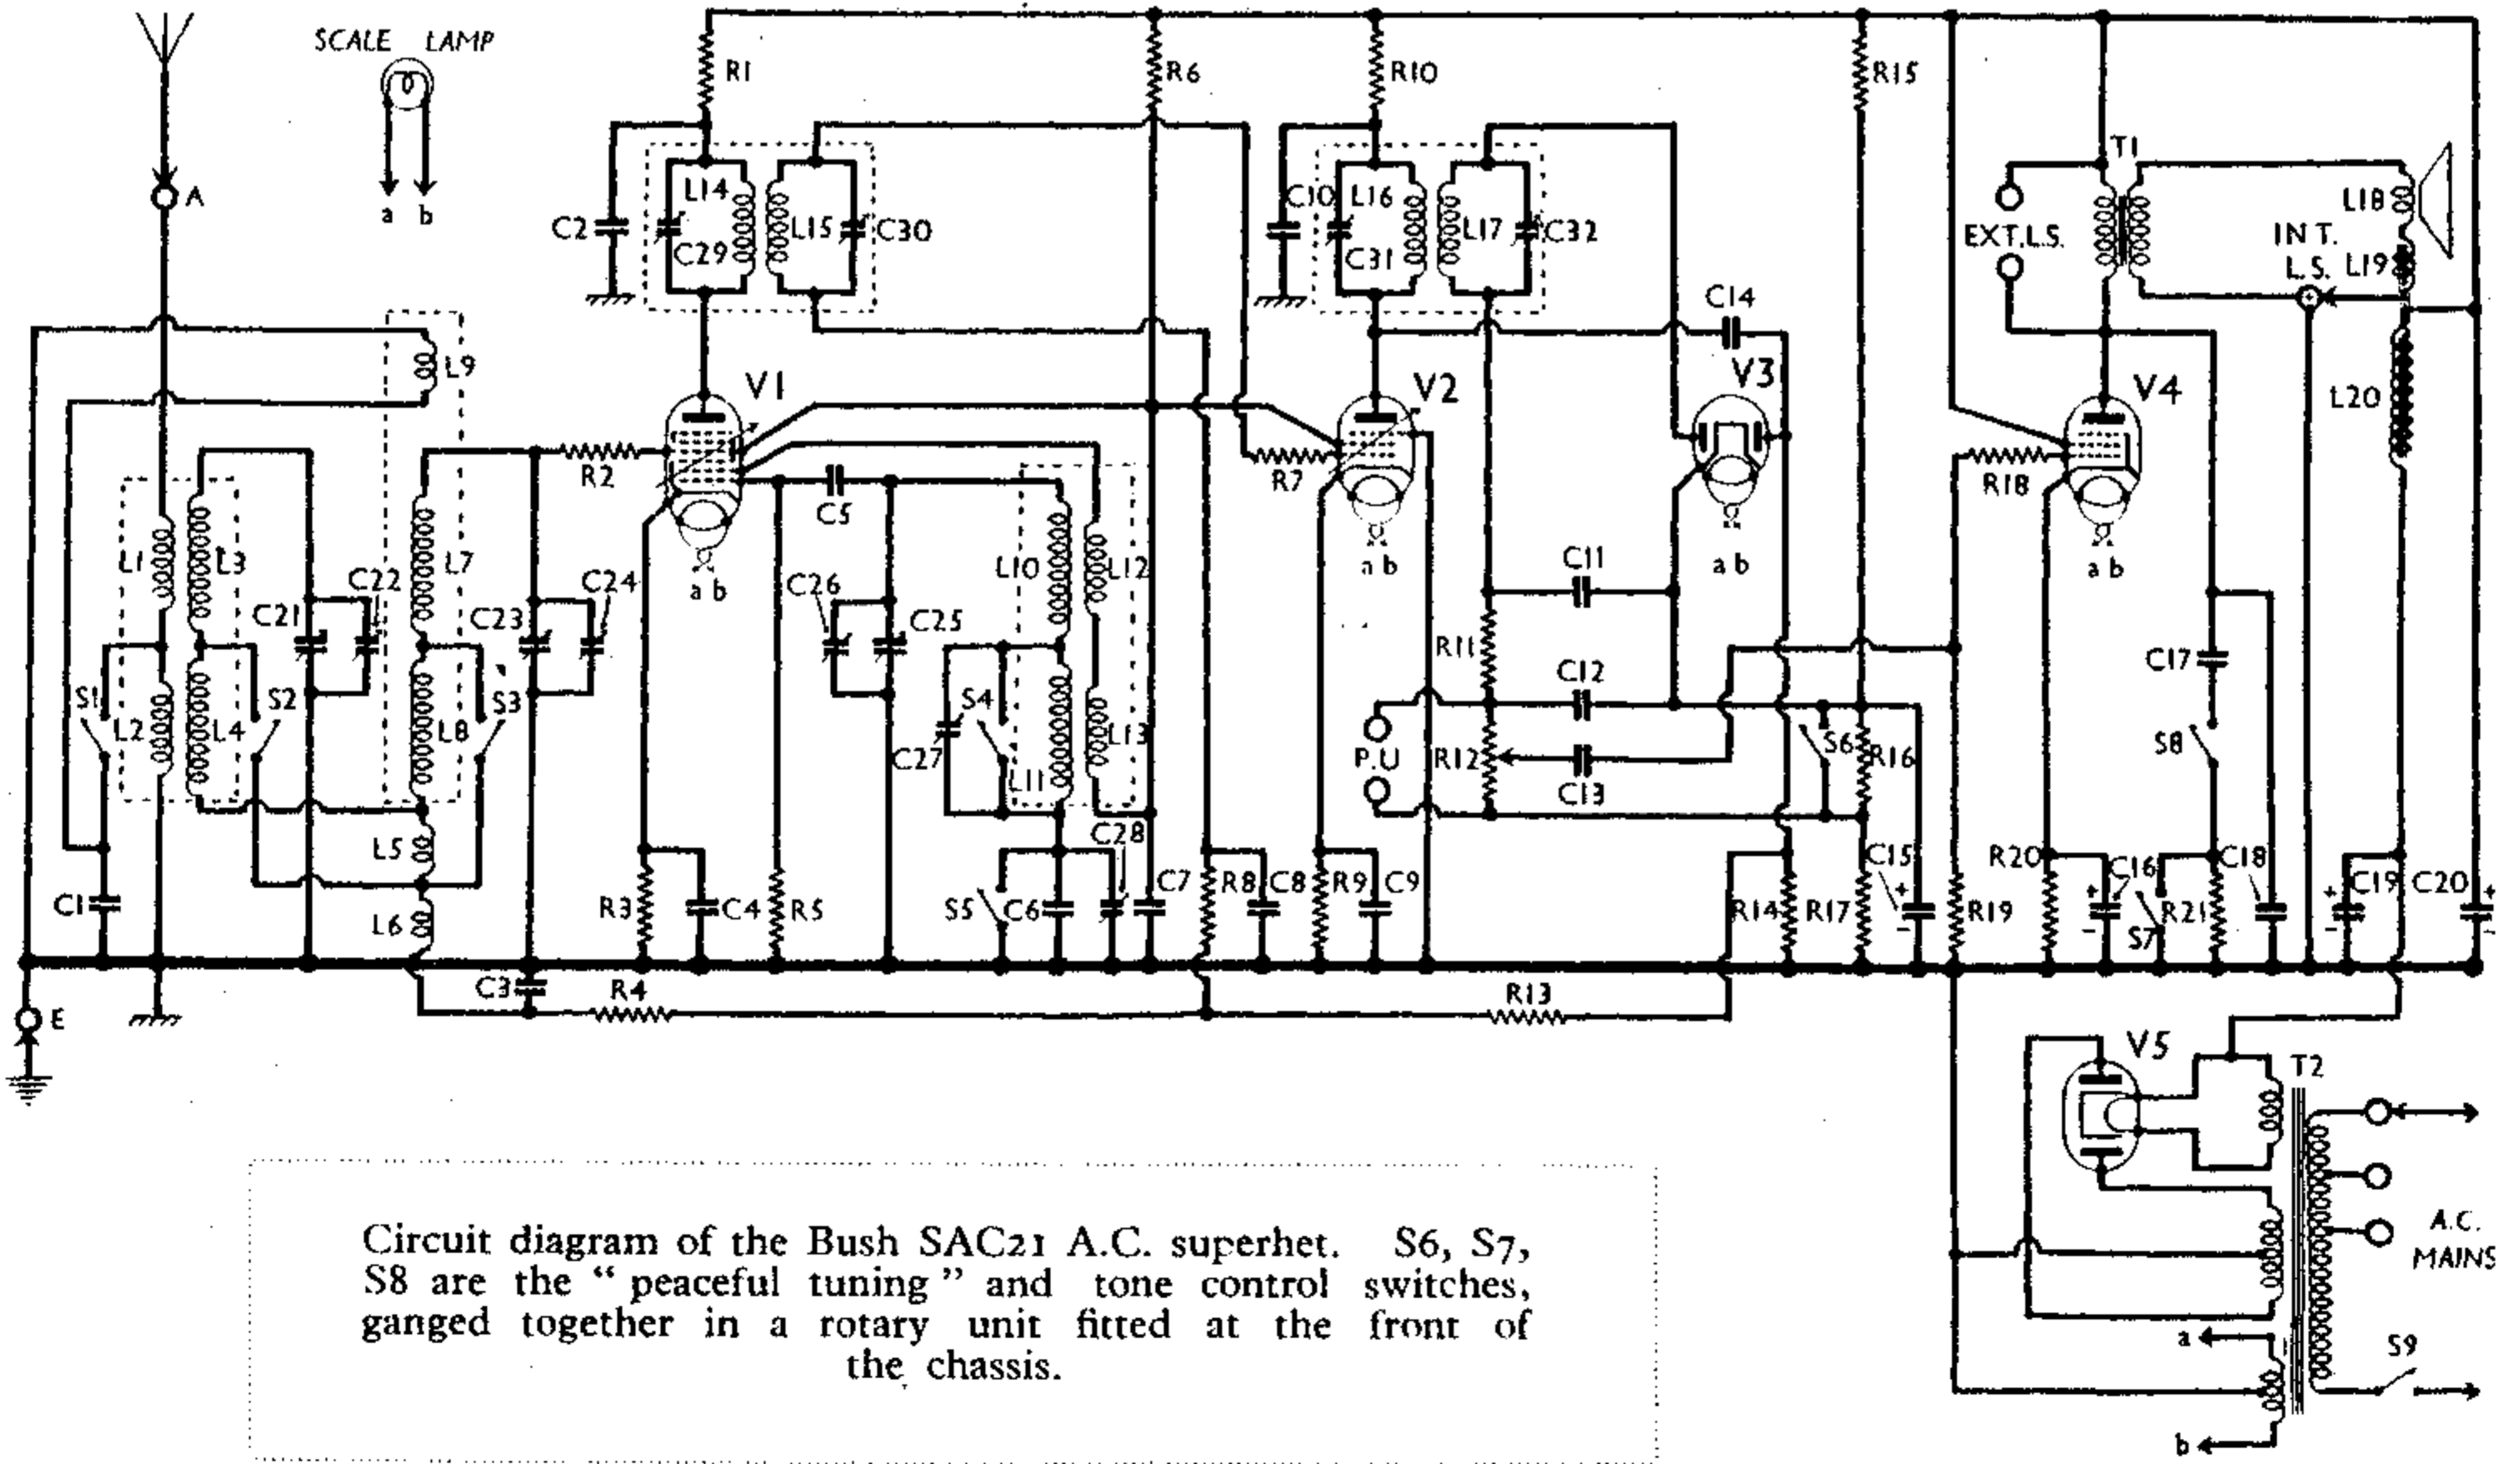 SCALE LAMP
a b
A
R1
R6
R10
R15
C2
L14
C29
L15
C30
C10
L16
C31
L17
C32
T1
EXT.L.S.
INT.
L.S.
L18
L19
L20
C14
L9
V1
V2
V3
V4
R2
R7
R18
C5
a b
a b
a b
a b
L1
L3
C21
C22
L7
C23
C24
C26
C25
L10
L12
C11
R11
C12
C17
S1
L2
L4
S2
L8
S3
S4
C27
L11
L13
P.U
R12
C13
S6
R16
S8
C28
L5
L6
C1
R3
C4
R5
S5
C6
C7
R8
C8
R9
C9
R14
R17
C15
+
-
R19
R20
+
-
C16
S7
R21
C18
+
-
C19
C20
+
-
C3
R4
R13
E
V5
T2
A.C.
MAINS
S9
a
b
Circuit diagram of the Bush SAC21 A.C. superhet. S6, S7,
S8 are the “ peaceful tuning ” and tone control switches,
ganged together in a rotary unit fitted at the front of
the chassis.